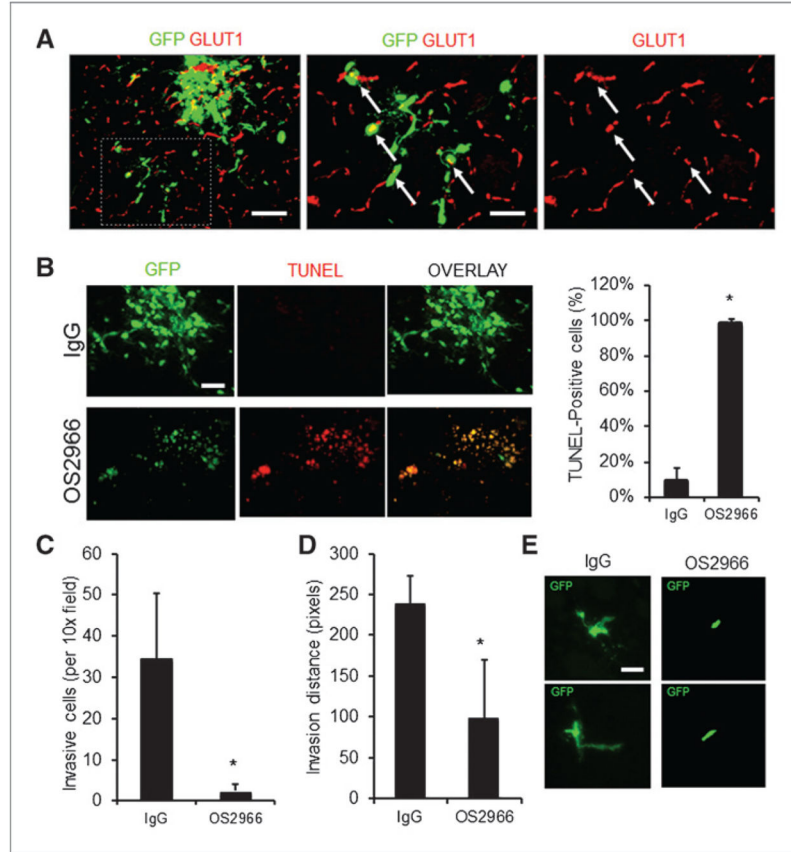 A
GFP GLUT1
GFP GLUT1
GLUT1
B
GFP
TUNEL
OVERLAY
IgG
OS2966
TUNEL-Positive cells (%)
120%
100%
80%
60%
40%
20%
0%
*
IgG
OS2966
C
Invasive cells (per 10x field)
60
50
40
30
20
10
0
*
IgG
OS2966
D
Invasion distance (pixels)
300
250
200
150
100
50
0
*
IgG
OS2966
E
IgG
OS2966
GFP
GFP
GFP
GFP